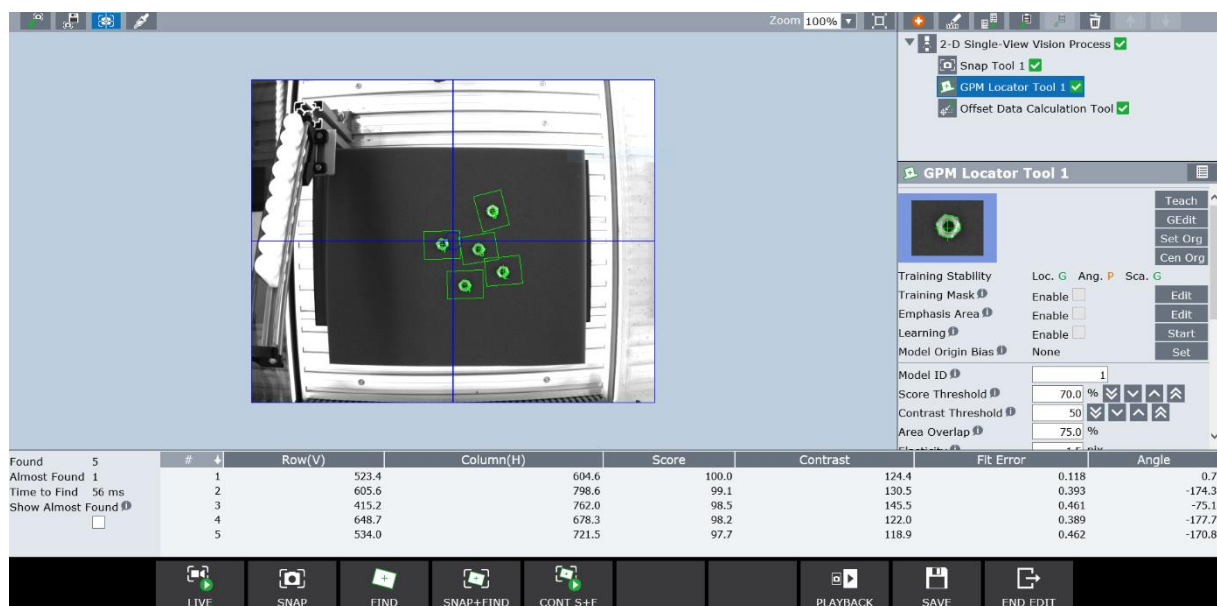 Zoom 100%
2-D Single-View Vision Process
Snap Tool 1
GPM Locator Tool 1
Offset Data Calculation Tool
GPM Locator Tool 1
Teach
GEdit
Set Org
Cen Org
Training Stability Loc. G Ang. P Sca. G
Training Mask Enable Edit
Emphasis Area Enable Edit
Learning Enable Start
Model Origin Bias None Set
Model ID 1
Score Threshold 70.0 %
Contrast Threshold 50
Area Overlap 75.0 %
Elasticity 1.5 pix
Found 5
Almost Found 1
Time to Find 56 ms
Show Almost Found
# Row(V) Column(H) Score Contrast Fit Error Angle
1 523.4 604.6 100.0 124.4 0.118 0.7
2 605.6 798.6 99.1 130.5 0.393 -174.3
3 415.2 762.0 98.5 145.5 0.461 -75.1
4 648.7 678.3 98.2 122.0 0.389 -177.7
5 534.0 721.5 97.7 118.9 0.462 -170.8
LIVE SNAP FIND SNAP+FIND CONT S+F PLAYBACK SAVE END EDIT